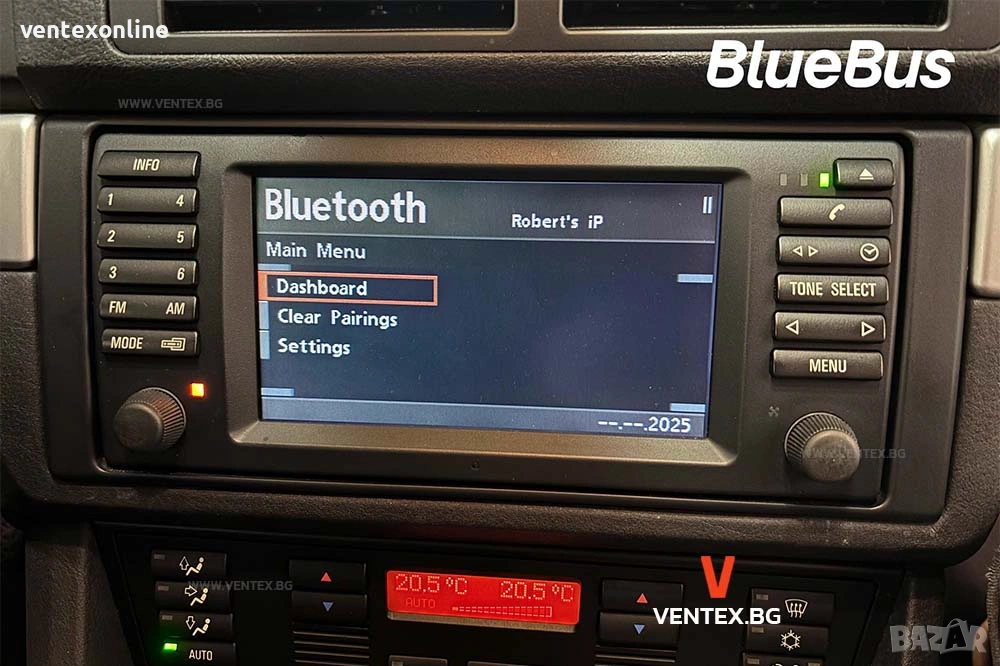 ventexonline
BlueBus
WWW.VENTEX.BG
INFO
1 4
2 5
3 6
FM AM
MODE
Bluetooth
Robert's iP
Main Menu
Dashboard
Clear Pairings
Settings
--.--.2025
TONE SELECT
MENU
WWW.VENTEX.BG
WWW.VENTEX.BG
20.5°C 20.5°C
AUTO
AUTO
V
VENTEX.BG
BAZAR